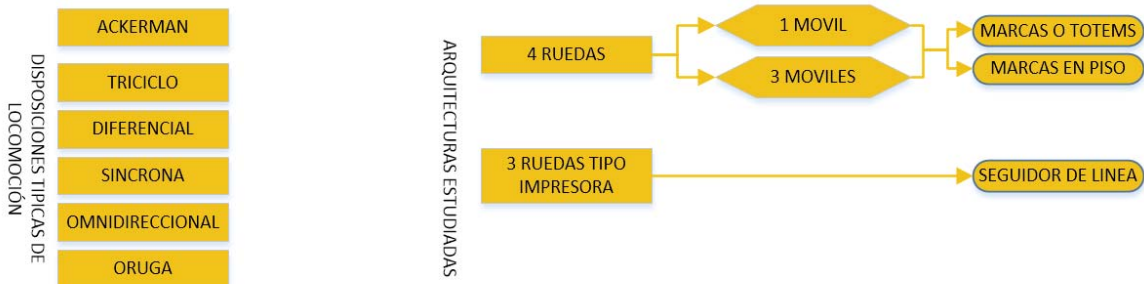 DISPOSICIONES TIPICAS DE
LOCOMOCIÓN
ACKERMAN
TRICICLO
DIFERENCIAL
SINCRONA
OMNIDIRECCIONAL
ORUGA
ARQUITECTURAS ESTUDIADAS
4 RUEDAS
1 MOVIL
3 MOVILES
MARCAS O TOTEMS
MARCAS EN PISO
3 RUEDAS TIPO
IMPRESORA
SEGUIDOR DE LINEA